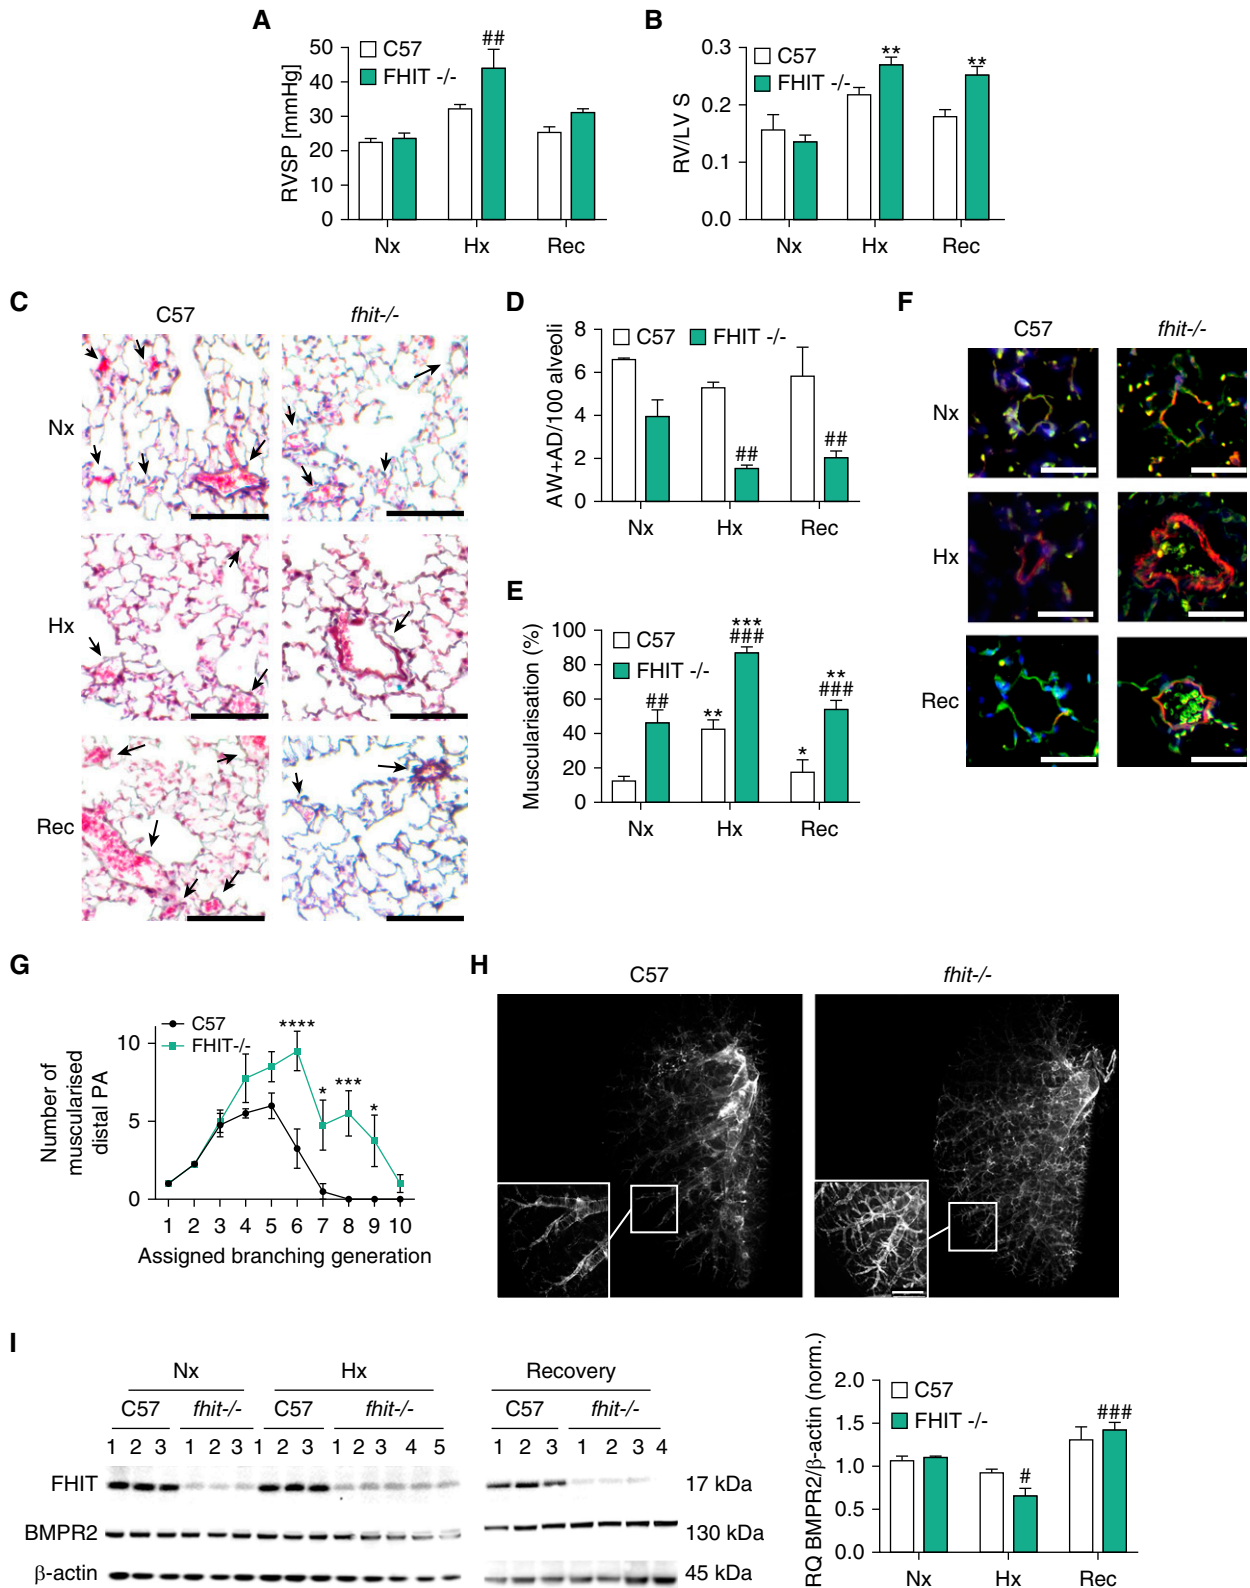 A
RVSP [mmHg]
50
40
30
20
10
0
C57
FHIT -/-
##
Nx Hx Rec
B
RV/LV S
0.3
0.2
0.1
0.0
C57
FHIT -/-
**
**
Nx Hx Rec
C
C57 fhit-/-
Nx
Hx
Rec
D
AW+AD/100 alveoli
8
6
4
2
0
C57 FHIT -/-
##
##
Nx Hx Rec
E
Muscularisation (%)
100
80
60
40
20
0
C57
FHIT -/-
##
**
***
###
*
**
###
Nx Hx Rec
F
C57 fhit-/-
Nx
Hx
Rec
G
Number of
muscularised
distal PA
10
5
0
C57
FHIT-/-
****
*
***
*
1 2 3 4 5 6 7 8 9 10
Assigned branching generation
H
C57 fhit-/-
I
Nx Hx Recovery
C57 fhit-/- C57 fhit-/- C57 fhit-/-
1 2 3 1 2 3 1 2 3 1 2 3 4 5 1 2 3 1 2 3 4
FHIT 17 kDa
BMPR2 130 kDa
β-actin 45 kDa
RQ BMPR2/β-actin (norm.)
2.0
1.5
1.0
0.5
0.0
C57
FHIT -/-
#
###
Nx Hx Rec